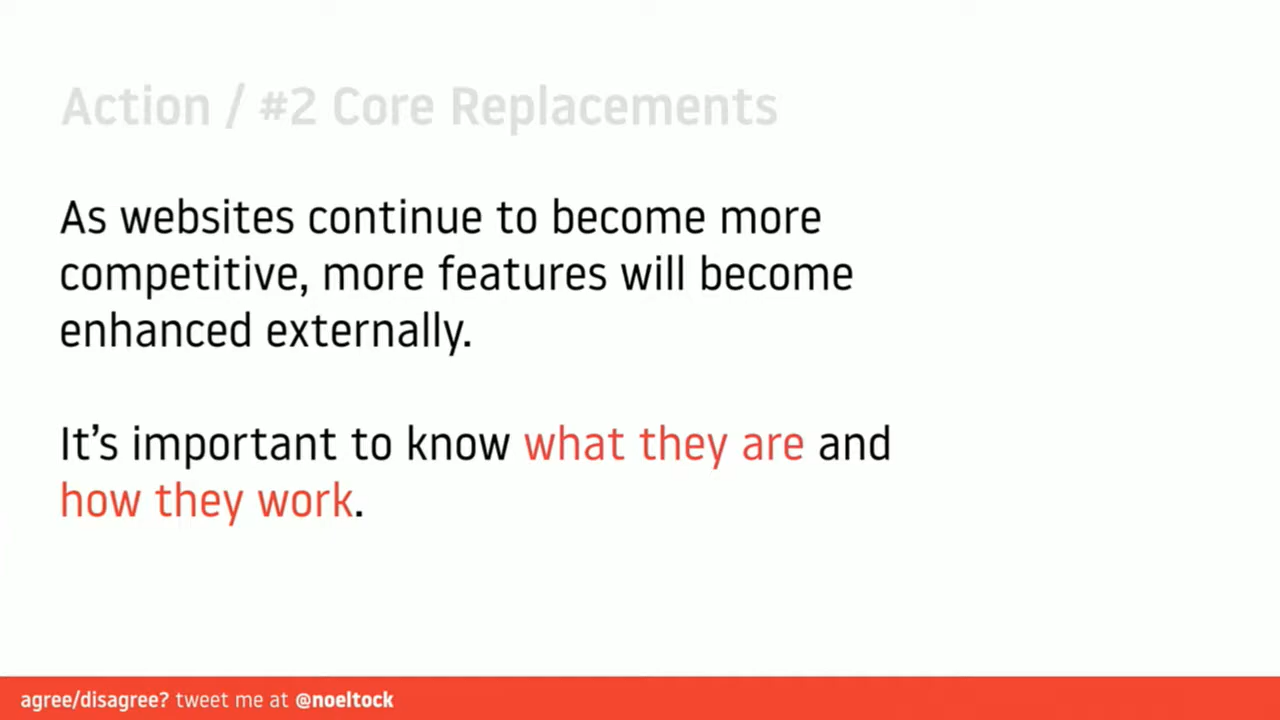 Action / #2 Core Replacements
As websites continue to become more
competitive, more features will become
enhanced externally.
It’s important to know what they are and
how they work.
agree/disagree? tweet me at @noeltock